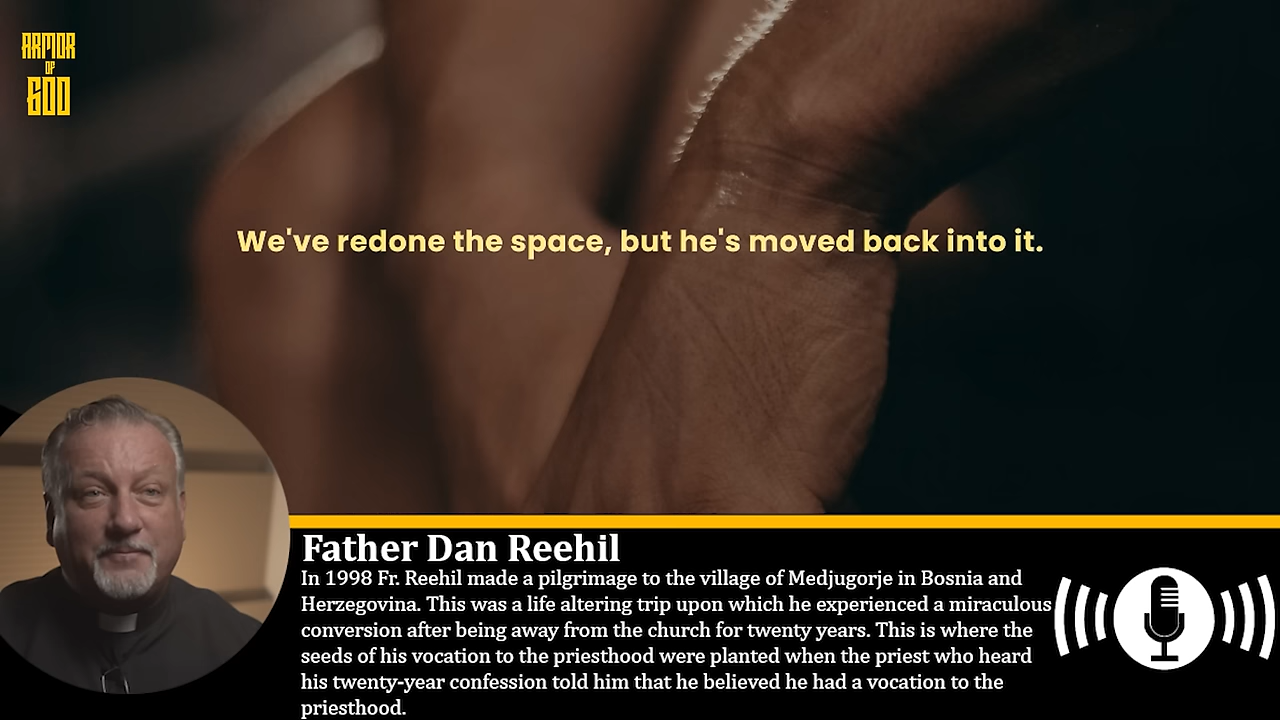 ARMOR
OF
GOD
We've redone the space, but he's moved back into it.
Father Dan Reehil
In 1998 Fr. Reehil made a pilgrimage to the village of Medjugorje in Bosnia and
Herzegovina. This was a life altering trip upon which he experienced a miraculous
conversion after being away from the church for twenty years. This is where the
seeds of his vocation to the priesthood were planted when the priest who heard
his twenty-year confession told him that he believed he had a vocation to the
priesthood.